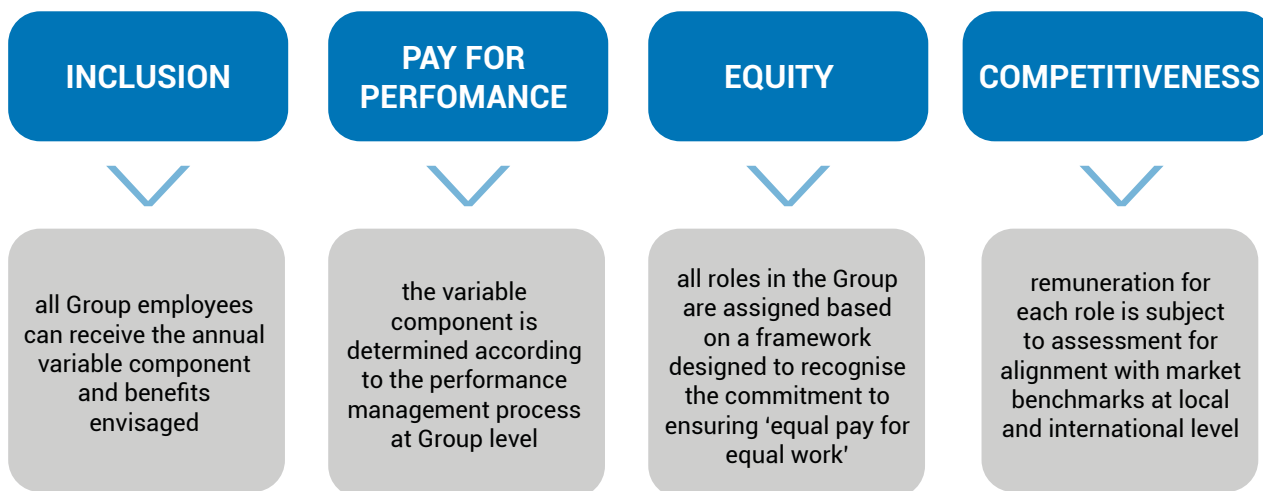 INCLUSION
all Group employees
can receive the annual
variable component
and benefits
envisaged
PAY FOR
PERFOMANCE
the variable
component is
determined according
to the performance
management process
at Group level
EQUITY
all roles in the Group
are assigned based
on a framework
designed to recognise
the commitment to
ensuring ‘equal pay for
equal work’
COMPETITIVENESS
remuneration for
each role is subject
to assessment for
alignment with market
benchmarks at local
and international level